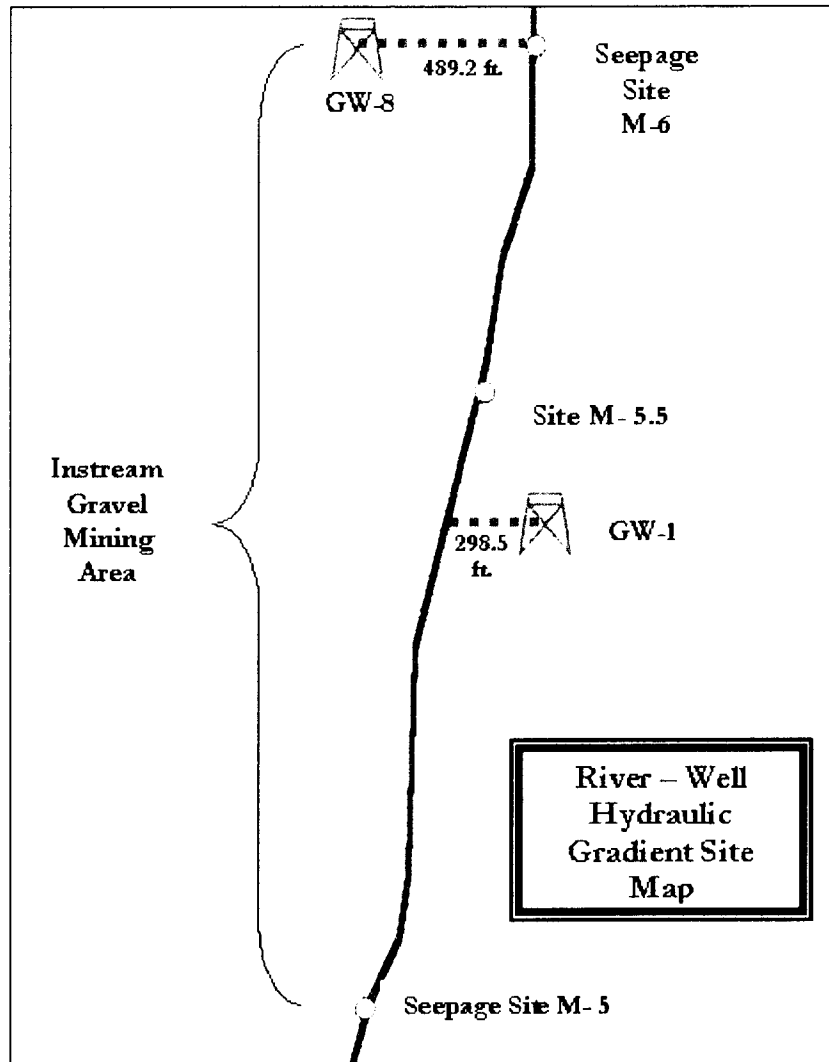 489.2 ft.
GW-8
Seepage
Site
M-6
Site M- 5.5
Instream
Gravel
Mining
Area
298.5
ft.
GW-1
River – Well
Hydraulic
Gradient Site
Map
Seepage Site M- 5